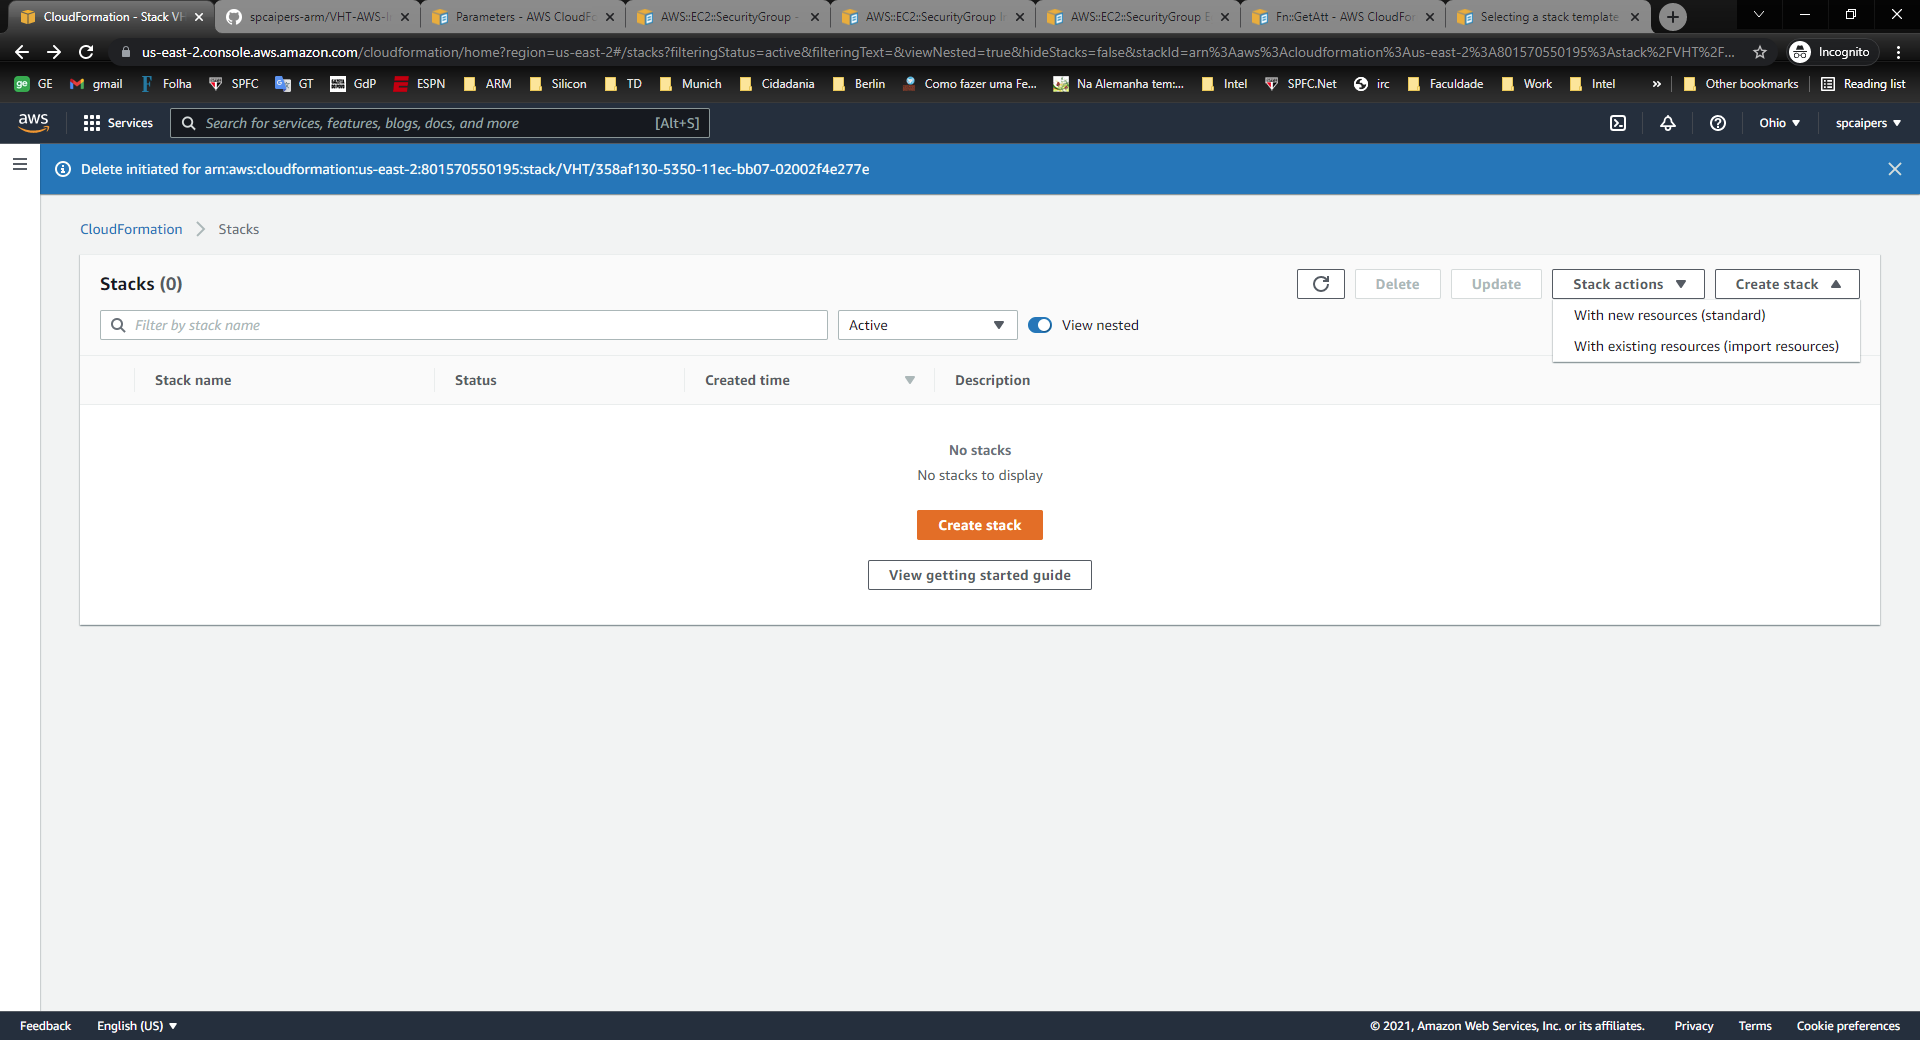 CloudFormation - Stack VH
spcaipers-arm/VHT-AWS-I
Parameters - AWS CloudFo
AWS::EC2::SecurityGroup -
AWS::EC2::SecurityGroup I
AWS::EC2::SecurityGroup E
Fn::GetAtt - AWS CloudFor
Selecting a stack template
us-east-2.console.aws.amazon.com/cloudformation/home?region=us-east-2#/stacks?filteringStatus=active&filteringText=&viewNested=true&hideStacks=false&stackId=arn%3Aaws%3Acloudformation%3Aus-east-2%3A801570550195%3Astack%2FVHT%2F...
Incognito
ge GE
gmail
Folha
SPFC
GT
GdP
ESPN
ARM
Silicon
TD
Munich
Cidadania
Berlin
Como fazer uma Fe...
Na Alemanha tem:...
Intel
SPFC.Net
irc
Faculdade
Work
Intel
»
Other bookmarks
Reading list
aws
Services
Search for services, features, blogs, docs, and more [Alt+S]
Ohio
spcaipers
Delete initiated for arn:aws:cloudformation:us-east-2:801570550195:stack/VHT/358af130-5350-11ec-bb07-02002f4e277e
CloudFormation
Stacks
Stacks (0)
Delete
Update
Stack actions
Create stack
With new resources (standard)
With existing resources (import resources)
Filter by stack name
Active
View nested
Stack name
Status
Created time
Description
No stacks
No stacks to display
Create stack
View getting started guide
Feedback
English (US)
© 2021, Amazon Web Services, Inc. or its affiliates.
Privacy
Terms
Cookie preferences